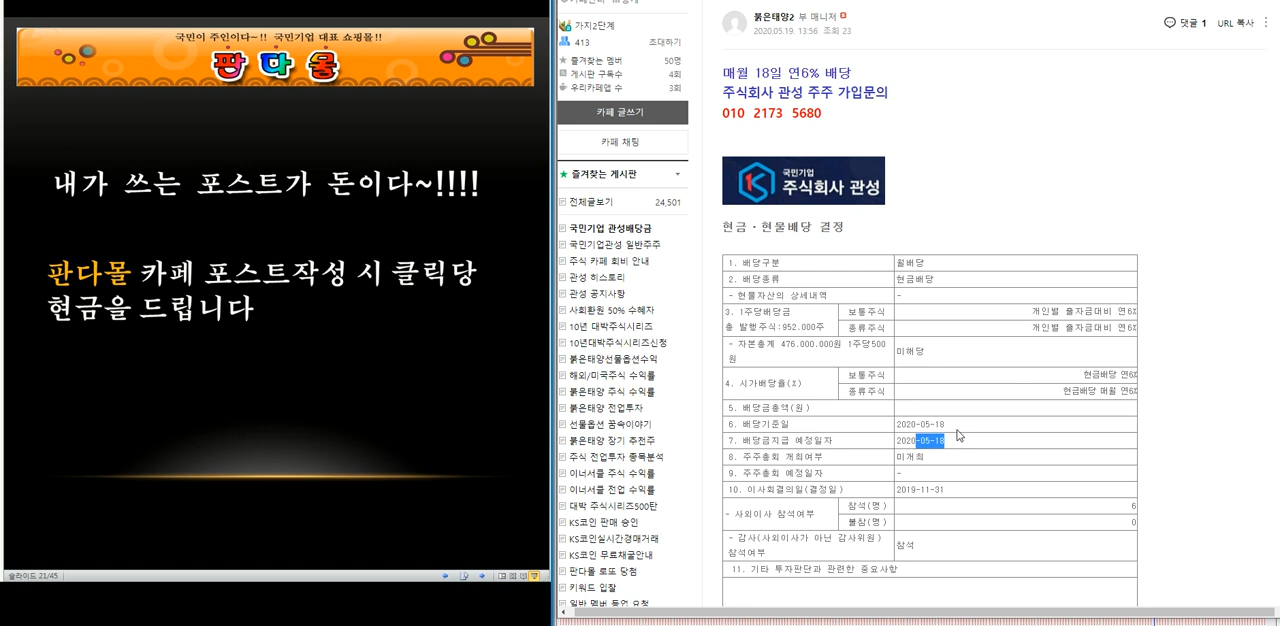 국민이 주인이다~!! 국민기업 대표 쇼핑몰!!
판다몰
내가 쓰는 포스트가 돈이다~!!!!
판다몰 카페 포스트작성 시 클릭당
현금을 드립니다
슬라이드 21/45
가지2단계
413 초대하기
즐겨찾는 멤버 50명
게시판 구독수 4회
우리카페앱 수 3회
카페 글쓰기
카페 채팅
즐겨찾는 게시판
전체글보기 24,501
국민기업 관성배당금
국민기업관성 일반주주
주식 카페 회비 안내
관성 히스토리
관성 공지사항
사회환원 50% 수혜자
10년 대박주식시리즈
10년대박주식시리즈신청
붉은태양선물옵션수익
해외/미국주식 수익률
붉은태양 주식 수익률
붉은태양 전업투자
선물옵션 꿈속이야기
붉은태양 장기 추천주
주식 전업투자 종목분석
이너서클 주식 수익률
이너서클 전업 수익률
대박 주식시리즈500탄
KS코인 판매 승인
KS코인실시간경매거래
KS코인 무료채굴안내
판다몰 로또 당첨
키워드 입찰
일반 멤버 등업 요청
붉은태양2 부 매니저
2020.05.19. 13:56 조회 23
댓글 1 URL 복사
매월 18일 연6% 배당
주식회사 관성 주주 가입문의
010 2173 5680
국민기업
주식회사 관성
현금·현물배당 결정
1. 배당구분 월배당
2. 배당종류 현금배당
- 현물자산의 상세내역 -
3. 1주당배당금
총 발행주식:952.000주
보통주식 개인별 출자금대비 연6%
종류주식 개인별 출자금대비 연6%
- 자본총계 476.000.000원 1주당500
원
미해당
4. 시가배당율(%)
보통주식 현금배당 연6%
종류주식 현금배당 매월 연6%
5. 배당금총액(원)
6. 배당기준일 2020-05-18
7. 배당금지급 예정일자 2020-05-18
8. 주주총회 개최여부 미개최
9. 주주총회 예정일자 -
10. 이사회결의일(결정일) 2019-11-31
- 사외이사 참석여부
참석(명) 6
불참(명) 0
- 감사(사외이사가 아닌 감사위원)
참석여부
참석
11. 기타 투자판단과 관련한 중요사항